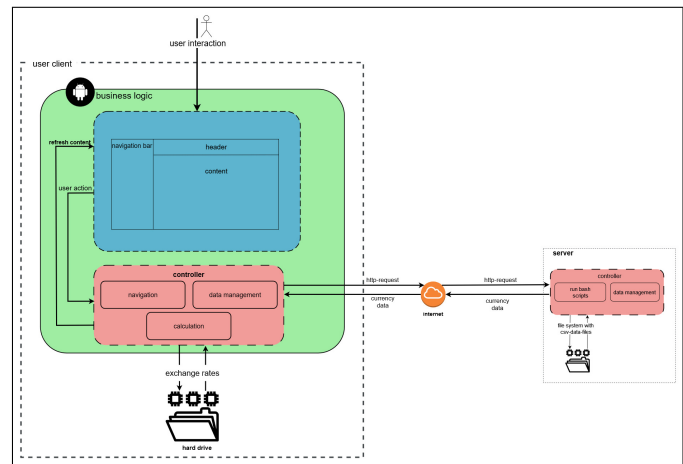 user interaction
user client
business logic
refresh content
navigation bar
header
content
user action
controller
navigation
data management
calculation
exchange rates
hard drive
http-request
currency
data
internet
http-request
currency
data
server
controller
run bash
scripts
data management
file system with
csv-data-files